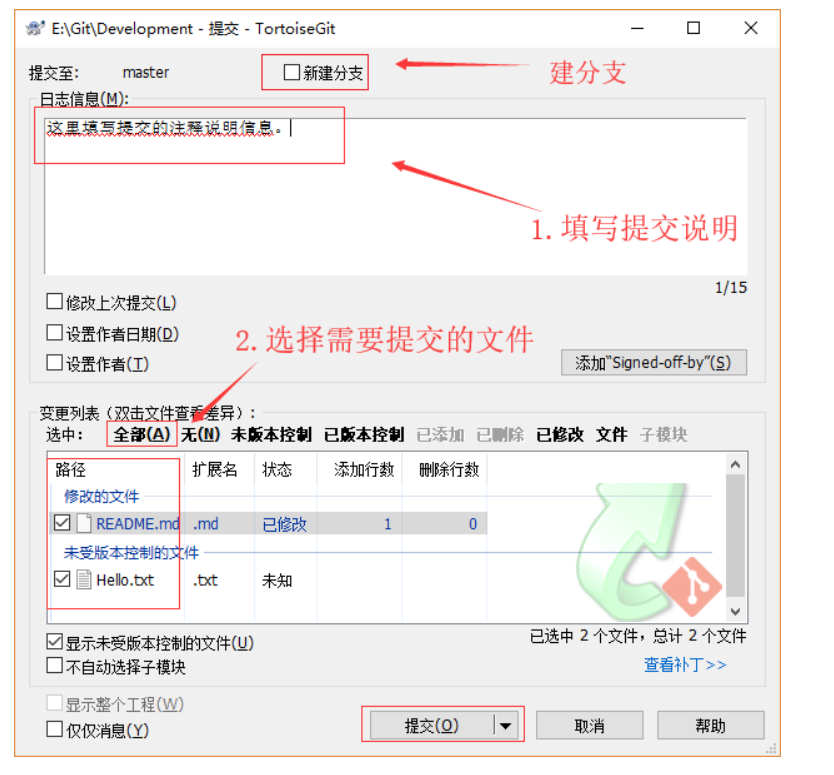 E:\Git\Development - 提交 - TortoiseGit
提交至: master 新建分支 建分支
日志信息(M):
这里填写提交的注释说明信息。
1.填写提交说明
1/15
修改上次提交(L)
设置作者日期(D)
2.选择需要提交的文件
设置作者(T)
添加"Signed-off-by"(S)
变更列表（双击文件查看差异）:
选中: 全部(A) 无(N) 未版本控制 已版本控制 已添加 已删除 已修改 文件 子模块
路径 扩展名 状态 添加行数 删除行数
修改的文件
README.md .md 已修改 1 0
未受版本控制的文件
Hello.txt .txt 未知
显示未受版本控制的文件(U)
已选中 2 个文件，总计 2 个文件
不自动选择子模块
查看补丁>>
显示整个工程(W)
仅仅消息(Y)
提交(O) 取消 帮助